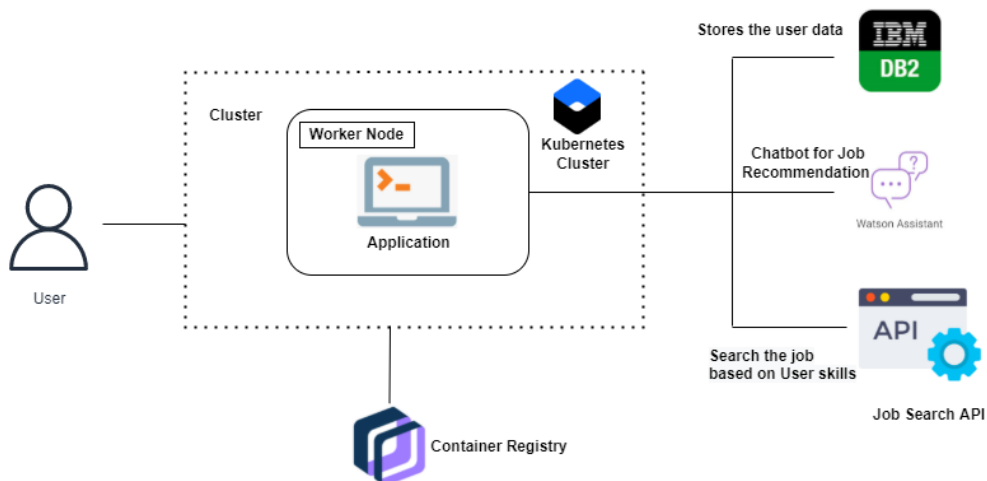 Stores the user data
IBM
DB2
Cluster
Worker Node
Kubernetes
Cluster
Application
Chatbot for Job
Recommendation
?
Watson Assistant
User
API
Search the job
based on User skills
Job Search API
Container Registry